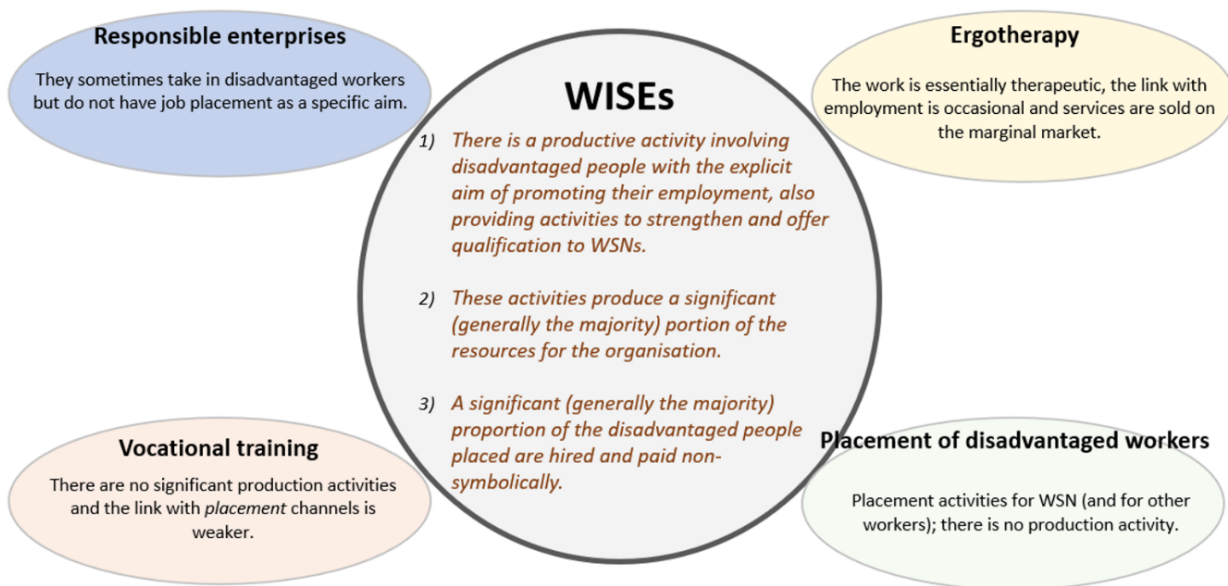 Responsible enterprises
They sometimes take in disadvantaged workers
but do not have job placement as a specific aim.
Ergotherapy
The work is essentially therapeutic, the link with
employment is occasional and services are sold on
the marginal market.
WISEs
1) There is a productive activity involving
disadvantaged people with the explicit
aim of promoting their employment, also
providing activities to strengthen and offer
qualification to WSNs.
2) These activities produce a significant
(generally the majority) portion of the
resources for the organisation.
3) A significant (generally the majority)
proportion of the disadvantaged people
placed are hired and paid non-
symbolically.
Vocational training
There are no significant production activities
and the link with placement channels is
weaker.
Placement of disadvantaged workers
Placement activities for WSN (and for other
workers); there is no production activity.